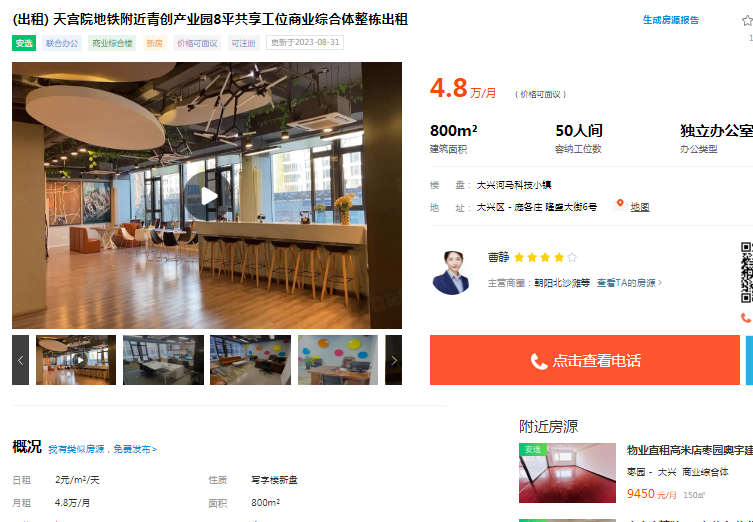 (出租) 天宫院地铁附近青创产业园8平共享工位商业综合体整栋出租
生成房源报告
安选 联合办公 商业综合楼 新房 价格可面议 可注册 更新于2023-08-31
4.8 万/月 （价格可面议）
800m² 50人间 独立办公室
建筑面积 容纳工位数 办公类型
楼 盘： 大兴河马科技小镇
地 址： 大兴区 - 庞各庄 隆盛大街6号 地图
曹静
主营商圈： 朝阳北沙滩等 查看TA的房源 >
点击查看电话
概况 我有类似房源，免费发布>
日租 2元/m²/天 性质 写字楼新盘
月租 4.8万/月 面积 800m²
附近房源
安选
物业直租高米店枣园奥宇建
枣园 - 大兴 商业综合体
9450 元/月 150㎡